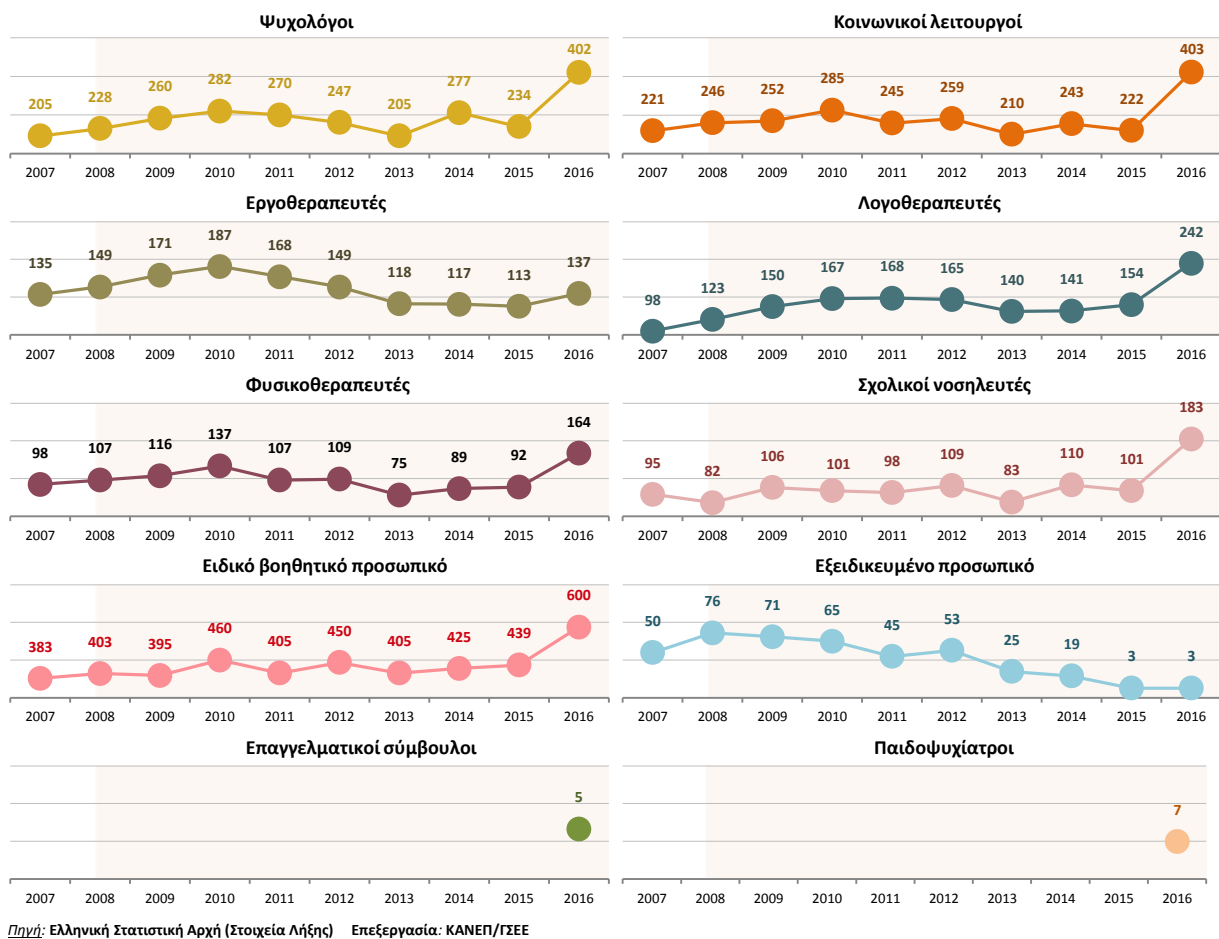 Ψυχολόγοι
205 228 260 282 270 247 205 277 234 402
2007 2008 2009 2010 2011 2012 2013 2014 2015 2016
Κοινωνικοί λειτουργοί
221 246 252 285 245 259 210 243 222 403
2007 2008 2009 2010 2011 2012 2013 2014 2015 2016
Εργοθεραπευτές
135 149 171 187 168 149 118 117 113 137
2007 2008 2009 2010 2011 2012 2013 2014 2015 2016
Λογοθεραπευτές
98 123 150 167 168 165 140 141 154 242
2007 2008 2009 2010 2011 2012 2013 2014 2015 2016
Φυσικοθεραπευτές
98 107 116 137 107 109 75 89 92 164
2007 2008 2009 2010 2011 2012 2013 2014 2015 2016
Σχολικοί νοσηλευτές
95 82 106 101 98 109 83 110 101 183
2007 2008 2009 2010 2011 2012 2013 2014 2015 2016
Ειδικό βοηθητικό προσωπικό
383 403 395 460 405 450 405 425 439 600
2007 2008 2009 2010 2011 2012 2013 2014 2015 2016
Εξειδικευμένο προσωπικό
50 76 71 65 45 53 25 19 3 3
2007 2008 2009 2010 2011 2012 2013 2014 2015 2016
Επαγγελματικοί σύμβουλοι
5
2007 2008 2009 2010 2011 2012 2013 2014 2015 2016
Παιδοψυχίατροι
7
2007 2008 2009 2010 2011 2012 2013 2014 2015 2016
Πηγή: Ελληνική Στατιστική Αρχή (Στοιχεία Λήξης) Επεξεργασία: ΚΑΝΕΠ/ΓΣΕΕ